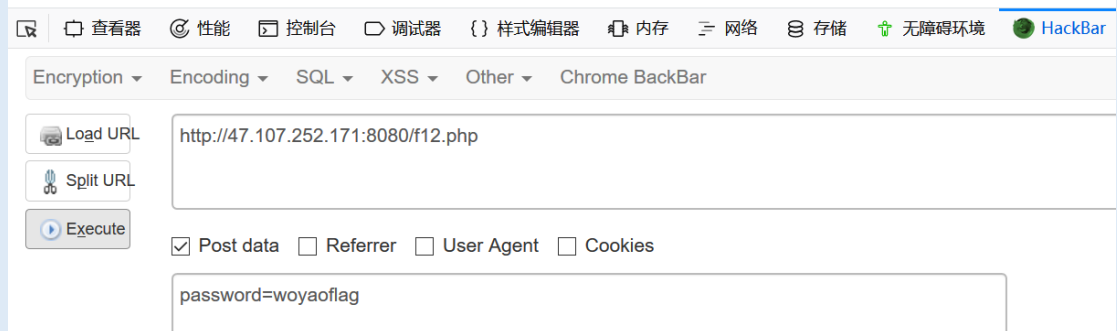 查看器 性能 控制台 调试器 {} 样式编辑器 内存 网络 存储 无障碍环境 HackBar
Encryption Encoding SQL XSS Other Chrome BackBar
Load URL
http://47.107.252.171:8080/f12.php
Split URL
Execute
Post data Referrer User Agent Cookies
password=woyaoflag